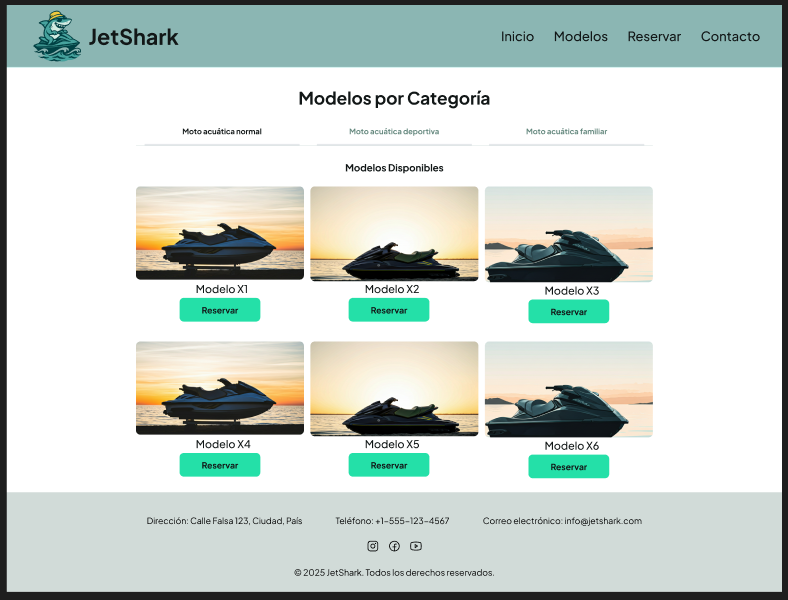 JetShark
Inicio Modelos Reservar Contacto
Modelos por Categoría
Moto acuática normal Moto acuática deportiva Moto acuática familiar
Modelos Disponibles
Modelo X1 Modelo X2 Modelo X3
Reservar Reservar Reservar
Modelo X4 Modelo X5 Modelo X6
Reservar Reservar Reservar
Dirección: Calle Falsa 123, Ciudad, País Teléfono: +1-555-123-4567 Correo electrónico: info@jetshark.com
© 2025 JetShark. Todos los derechos reservados.